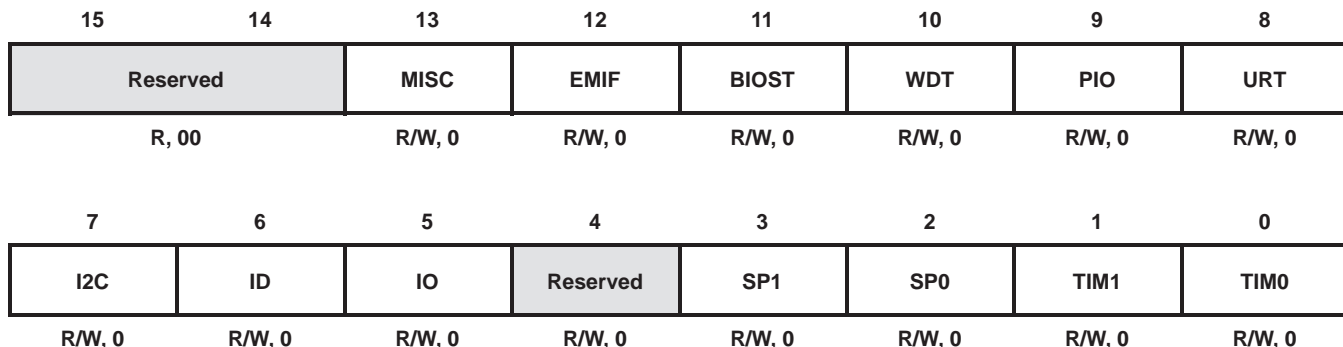 15 14 13 12 11 10 9 8
Reserved MISC EMIF BIOST WDT PIO URT
R, 00 R/W, 0 R/W, 0 R/W, 0 R/W, 0 R/W, 0 R/W, 0
7 6 5 4 3 2 1 0
I2C ID IO Reserved SP1 SP0 TIM1 TIM0
R/W, 0 R/W, 0 R/W, 0 R/W, 0 R/W, 0 R/W, 0 R/W, 0 R/W, 0